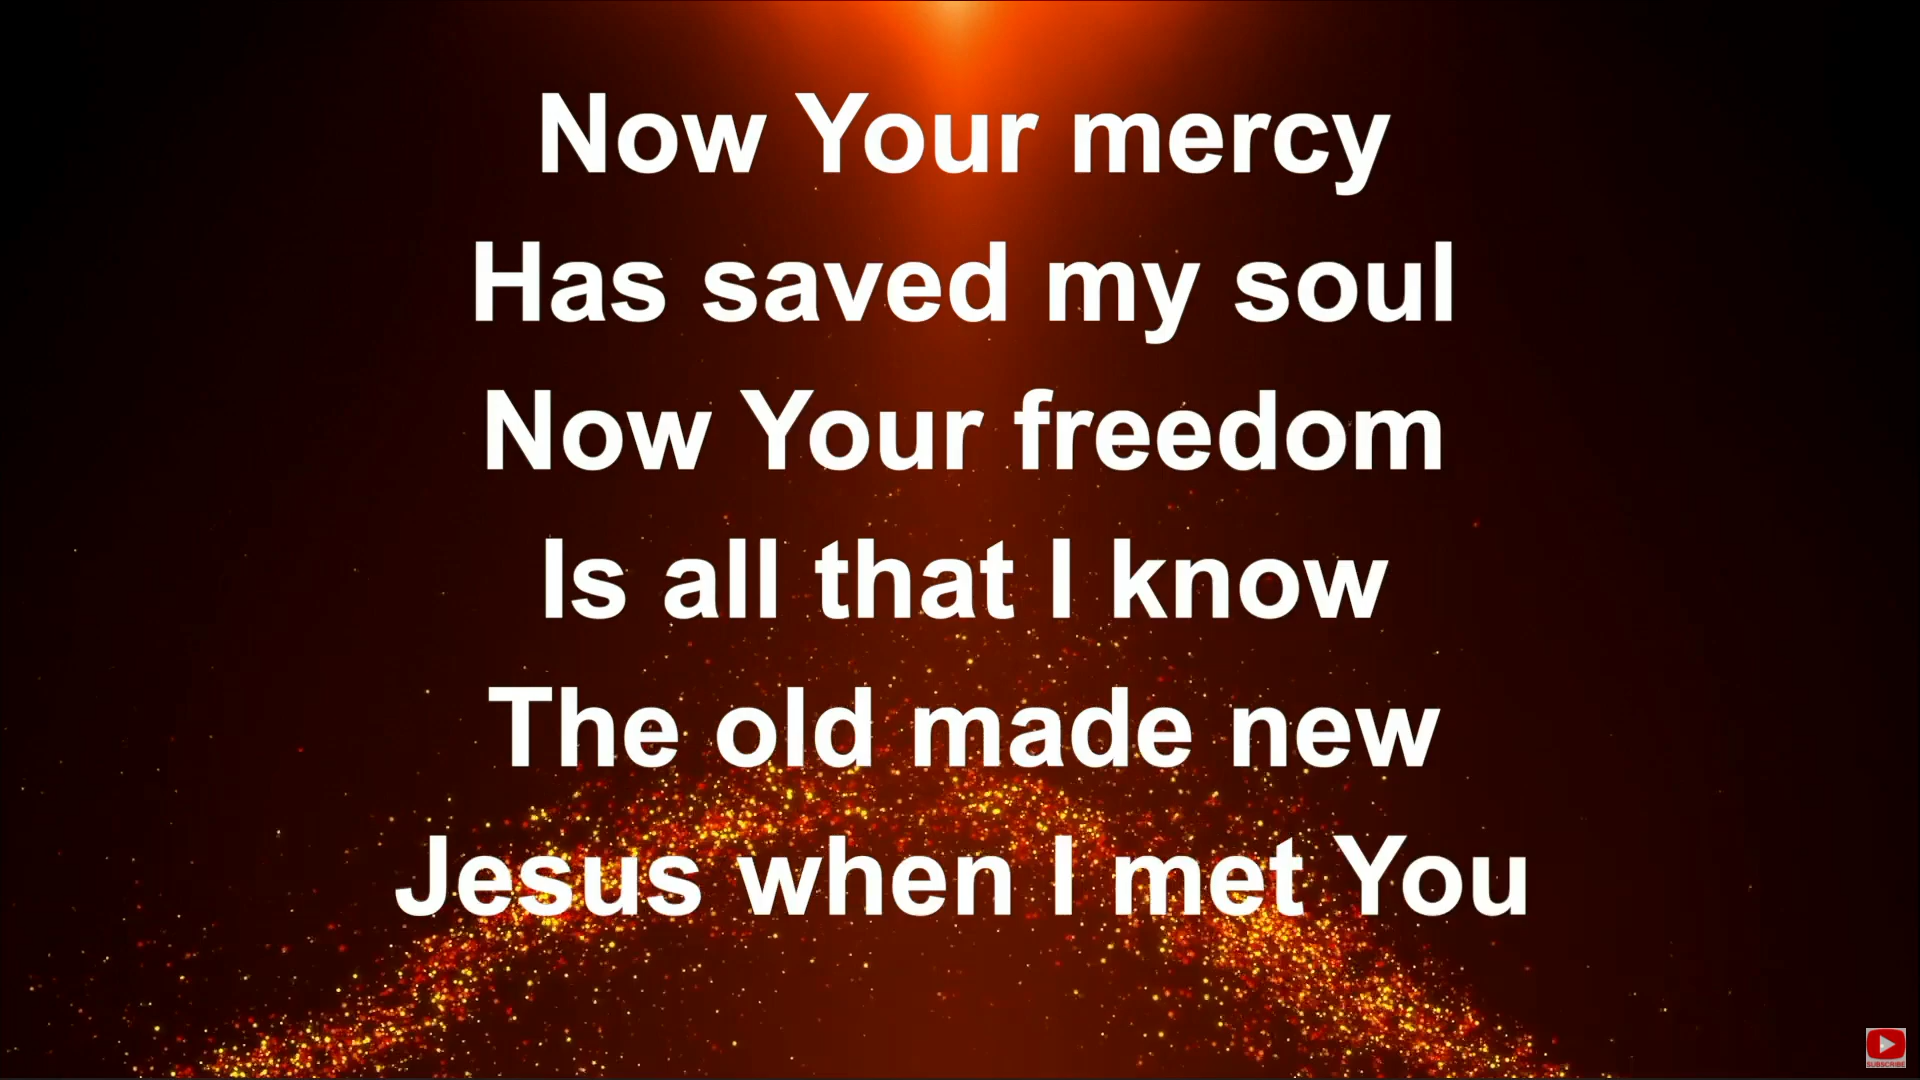 Now Your mercy
Has saved my soul
Now Your freedom
Is all that I know
The old made new
Jesus when I met You
SUBSCRIBE